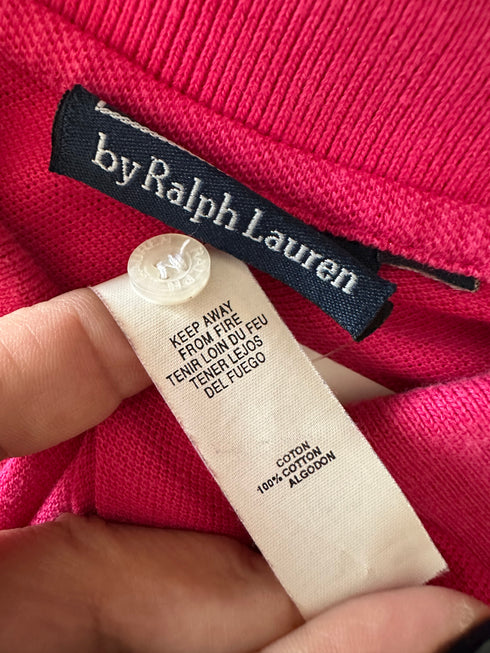 by Ralph Lauren
KEEP AWAY
FROM FIRE
TENIR LOIN DU FEU
TENER LEJOS
DEL FUEGO
COTON
100% COTTON
ALGODON